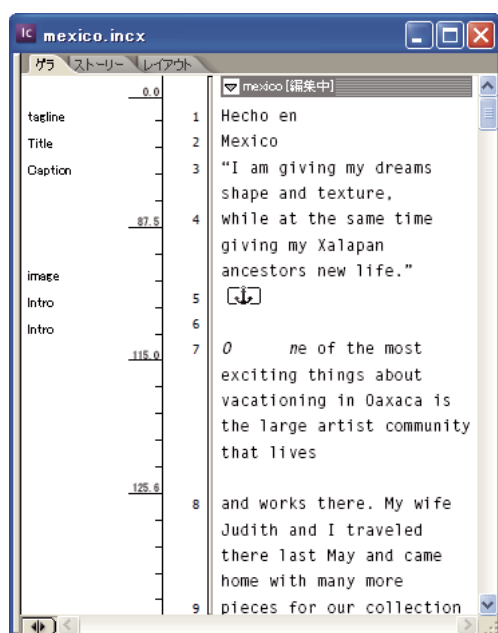 Ic mexico.incx
ゲラ ストーリー レイアウト
mexico[編集中]
0.0
tagline 1 Hecho en
Title 2 Mexico
Caption 3 “I am giving my dreams
shape and texture,
87.5 4 while at the same time
giving my Xalapan
image ancestors new life.”
Intro 5
Intro 6
115.0 7 O ne of the most
exciting things about
vacationing in Oaxaca is
the large artist community
that lives
125.6
8 and works there. My wife
Judith and I traveled
there last May and came
home with many more
9 pieces for our collection